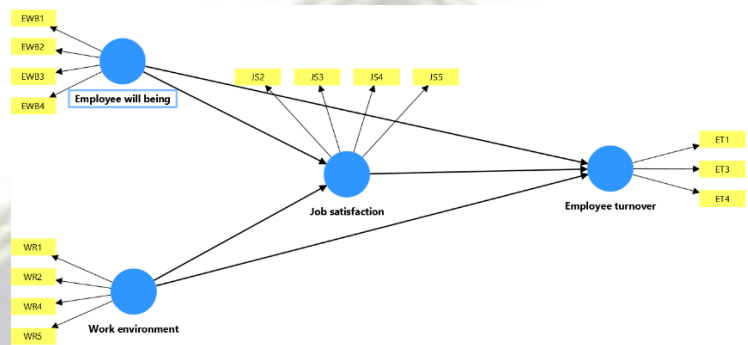 EWB1
EWB2
EWB3
EWB4
Employee will being
JS2
JS3
JS4
JS5
Job satisfaction
ET1
ET3
ET4
Employee turnover
WR1
WR2
WR4
WR5
Work environment